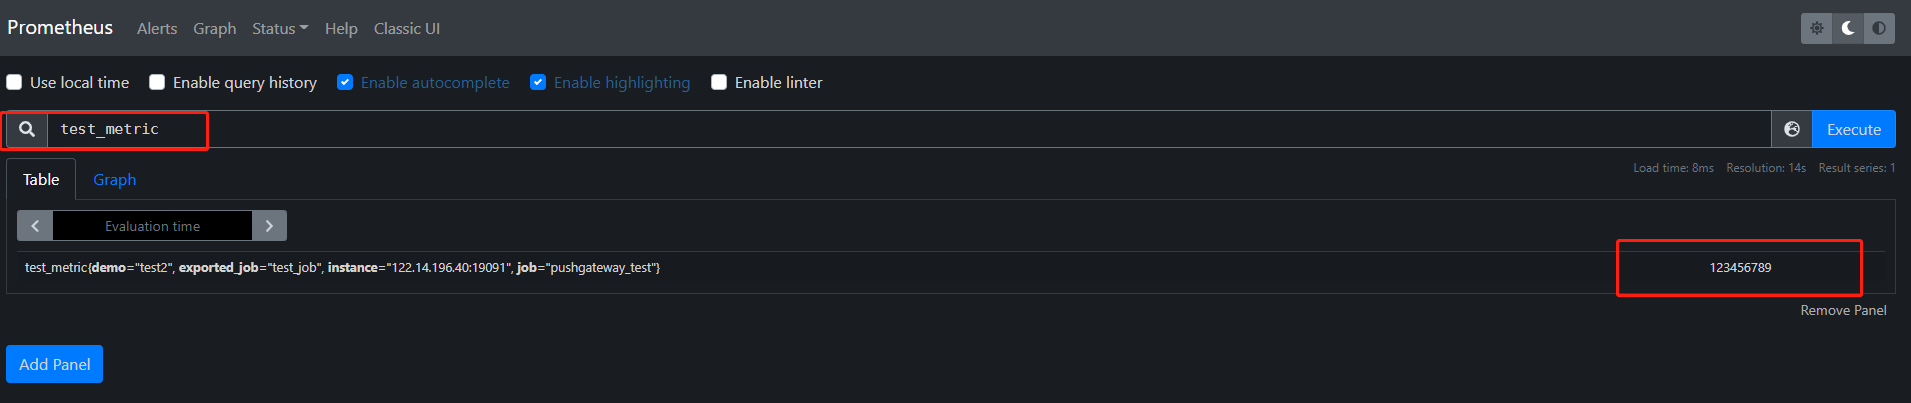 Prometheus Alerts Graph Status Help Classic UI
Use local time Enable query history Enable autocomplete Enable highlighting Enable linter
test_metric Execute
Table Graph Load time: 8ms Resolution: 14s Result series: 1
Evaluation time
test_metric{demo="test2", exported_job="test_job", instance="122.14.196.40:19091", job="pushgateway_test"} 123456789
Remove Panel
Add Panel